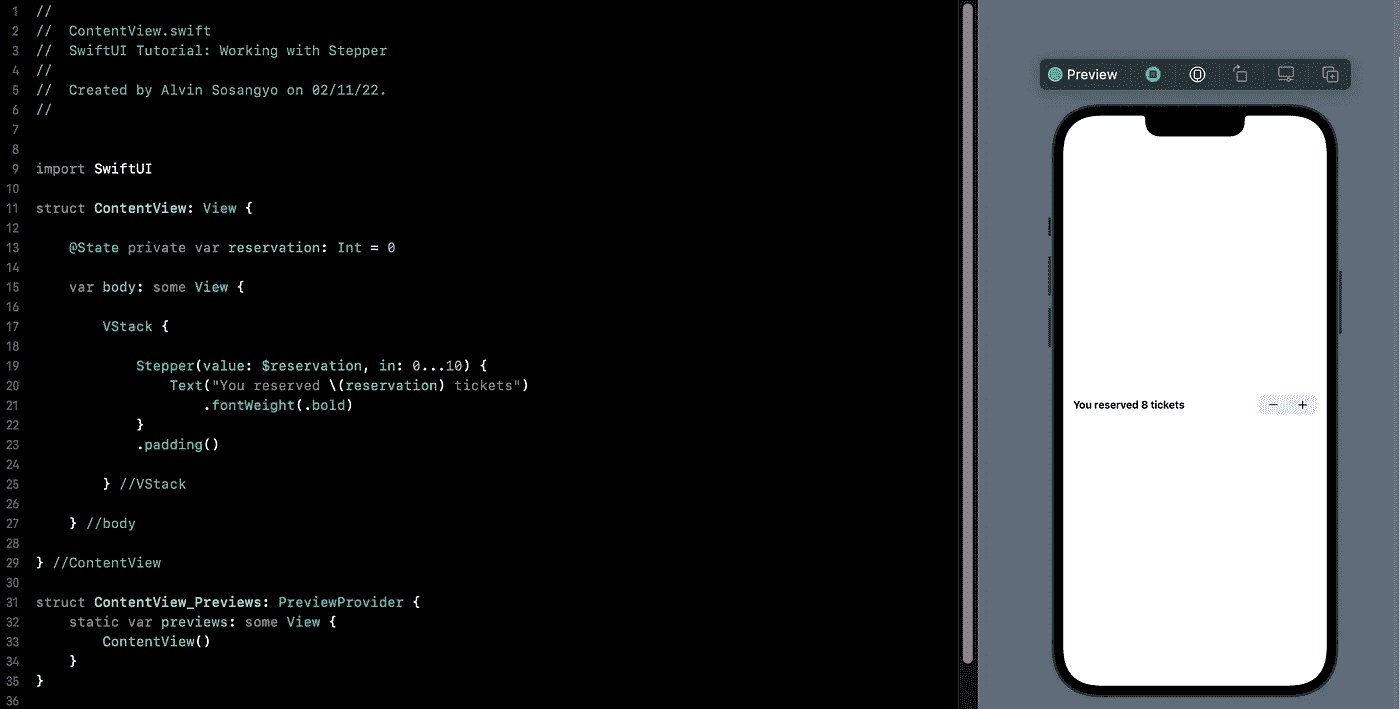 1 //
2 //  ContentView.swift
3 //  SwiftUI Tutorial: Working with Stepper
4 //
5 //  Created by Alvin Sosangyo on 02/11/22.
6 //
7
8
9 import SwiftUI
10
11 struct ContentView: View {
12
13     @State private var reservation: Int = 0
14
15     var body: some View {
16
17         VStack {
18
19             Stepper(value: $reservation, in: 0...10) {
20                 Text("You reserved \(reservation) tickets")
21                     .fontWeight(.bold)
22             }
23             .padding()
24
25         } //VStack
26
27     } //body
28
29 } //ContentView
30
31 struct ContentView_Previews: PreviewProvider {
32     static var previews: some View {
33         ContentView()
34     }
35 }
36
Preview
You reserved 8 tickets
− +